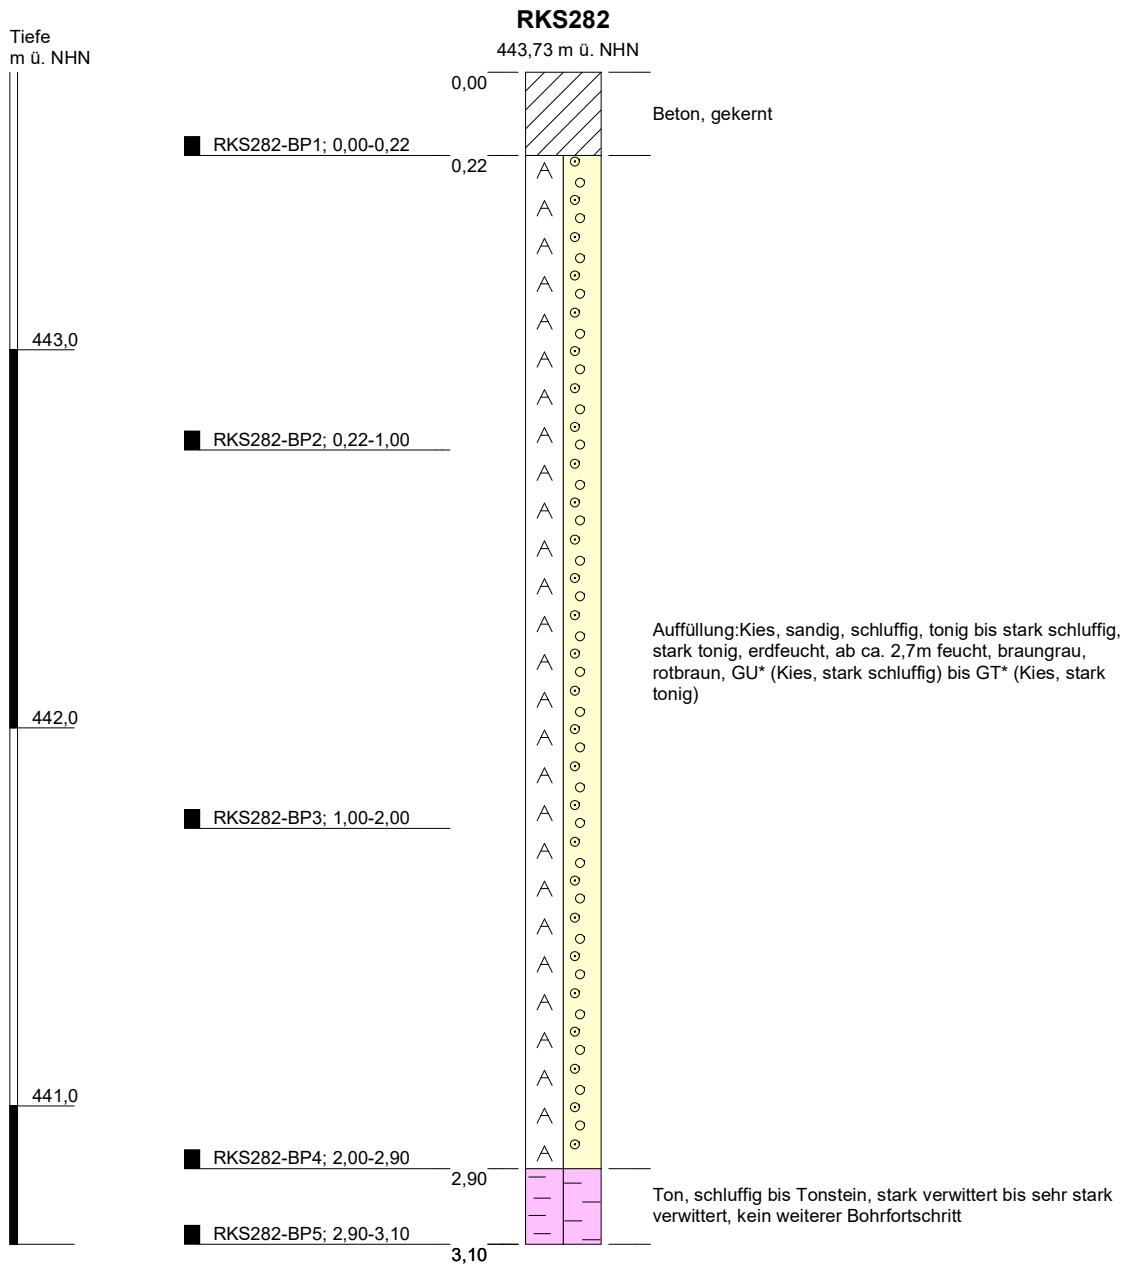 RKS282
Tiefe
m ü. NHN
443,73 m ü. NHN
0,00
Beton, gekernt
RKS282-BP1; 0,00-0,22
0,22
443,0
RKS282-BP2; 0,22-1,00
Auffüllung:Kies, sandig, schluffig, tonig bis stark schluffig,
stark tonig, erdfeucht, ab ca. 2,7m feucht, braungrau,
rotbraun, GU* (Kies, stark schluffig) bis GT* (Kies, stark
tonig)
442,0
RKS282-BP3; 1,00-2,00
441,0
RKS282-BP4; 2,00-2,90
2,90
Ton, schluffig bis Tonstein, stark verwittert bis sehr stark
verwittert, kein weiterer Bohrfortschritt
RKS282-BP5; 2,90-3,10
3,10